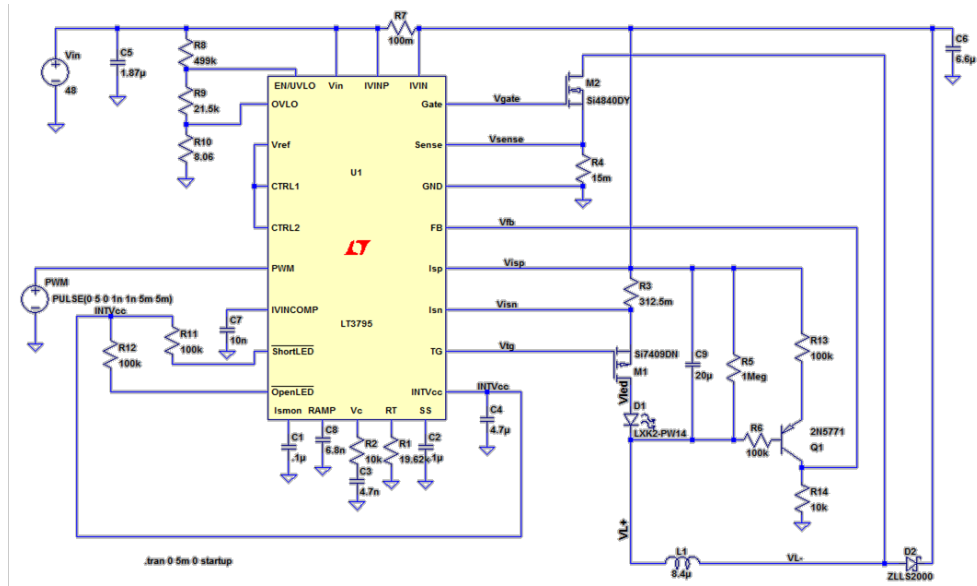 R7
100m
Vin
48
C5
1.87µ
R8
499k
R9
21.5k
R10
8.06
C6
6.6µ
EN/UVLO
Vin
IVINP
IVIN
OVLO
Gate
Vgate
M2
Si4840DY
Vref
Sense
Vsense
R4
15m
U1
CTRL1
GND
CTRL2
FB
Vfb
PWM
Isp
Visp
PWM
PULSE(0 5 0 1n 1n 5m 5m)
INTVcc
IVINCOMP
C7
10n
LT3795
Isn
Visn
R3
312.5m
R12
100k
R11
100k
ShortLED
TG
Vtg
Si7409DN
M1
C9
20µ
R5
1Meg
R13
100k
OpenLED
INTVcc
INTVcc
Vled
D1
LXK2-PW14
C4
4.7µ
Ismon
RAMP
Vc
RT
SS
C1
.1µ
C8
6.8n
R2
10k
R1
19.62k
C2
.1µ
C3
4.7n
R6
100k
2N5771
Q1
R14
10k
VL+
L1
8.4µ
VL-
D2
ZLLS2000
.tran 0 5m 0 startup